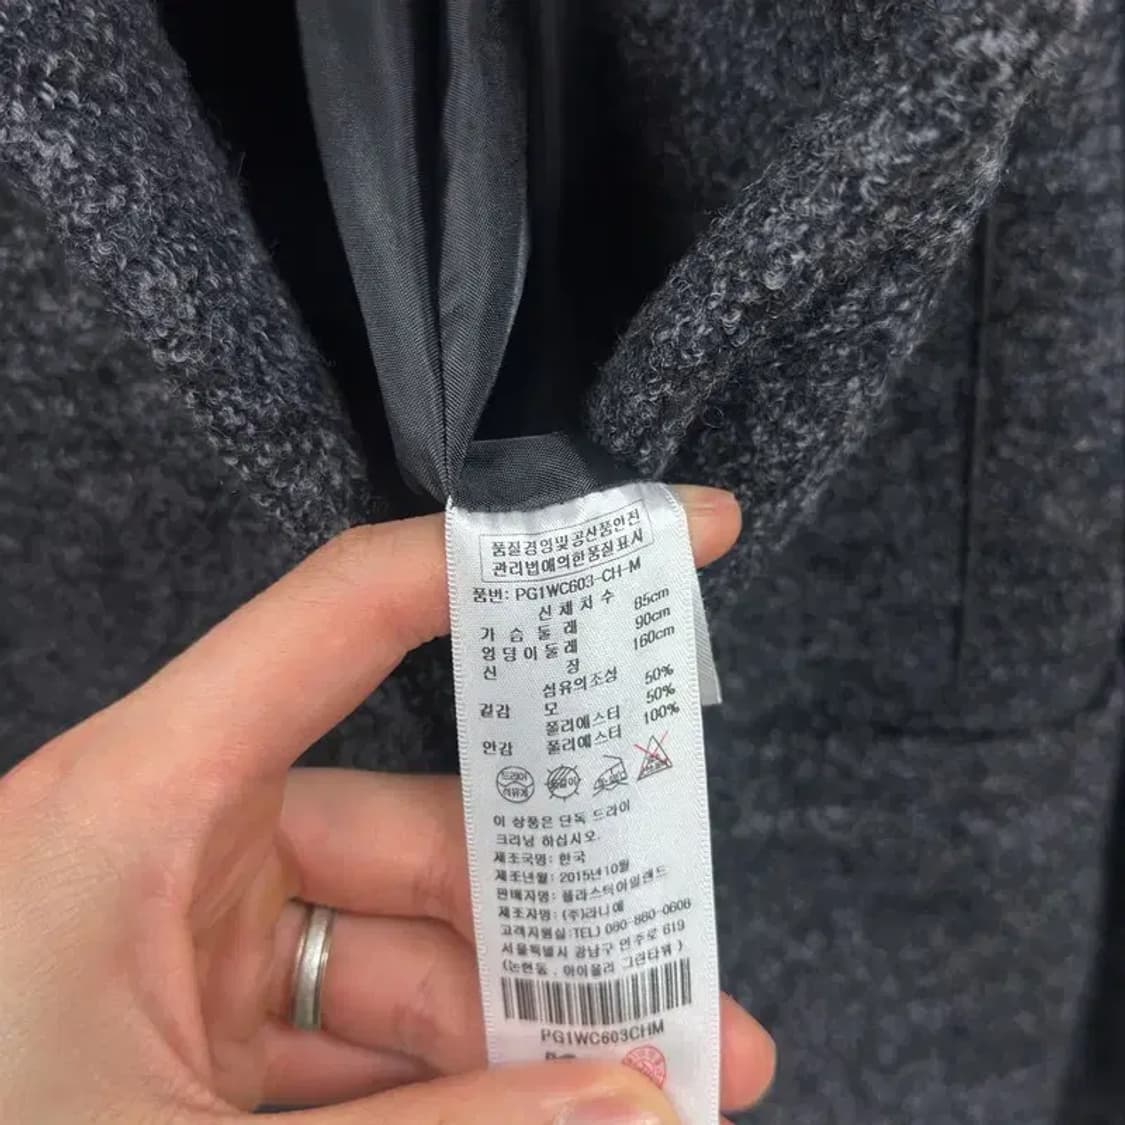 품질경영및공산품안전
관리법에의한품질표시
품번: PG1WC603-CH-M
신체치수
가슴둘레 85cm
엉덩이둘레 90cm
신장 160cm
섬유의조성
겉감 모 50%
폴리에스터 50%
안감 폴리에스터 100%
드라이
석유계
이 상품은 단독 드라이
크리닝 하십시오.
제조국명: 한국
제조년월: 2015년10월
판매자명: 플라스틱아일랜드
제조자명: (주)라니에
고객지원실:TEL) 080-860-0606
서울특별시 강남구 언주로 619
(논현동, 아이올리 그린타워)
PG1WC603CHM